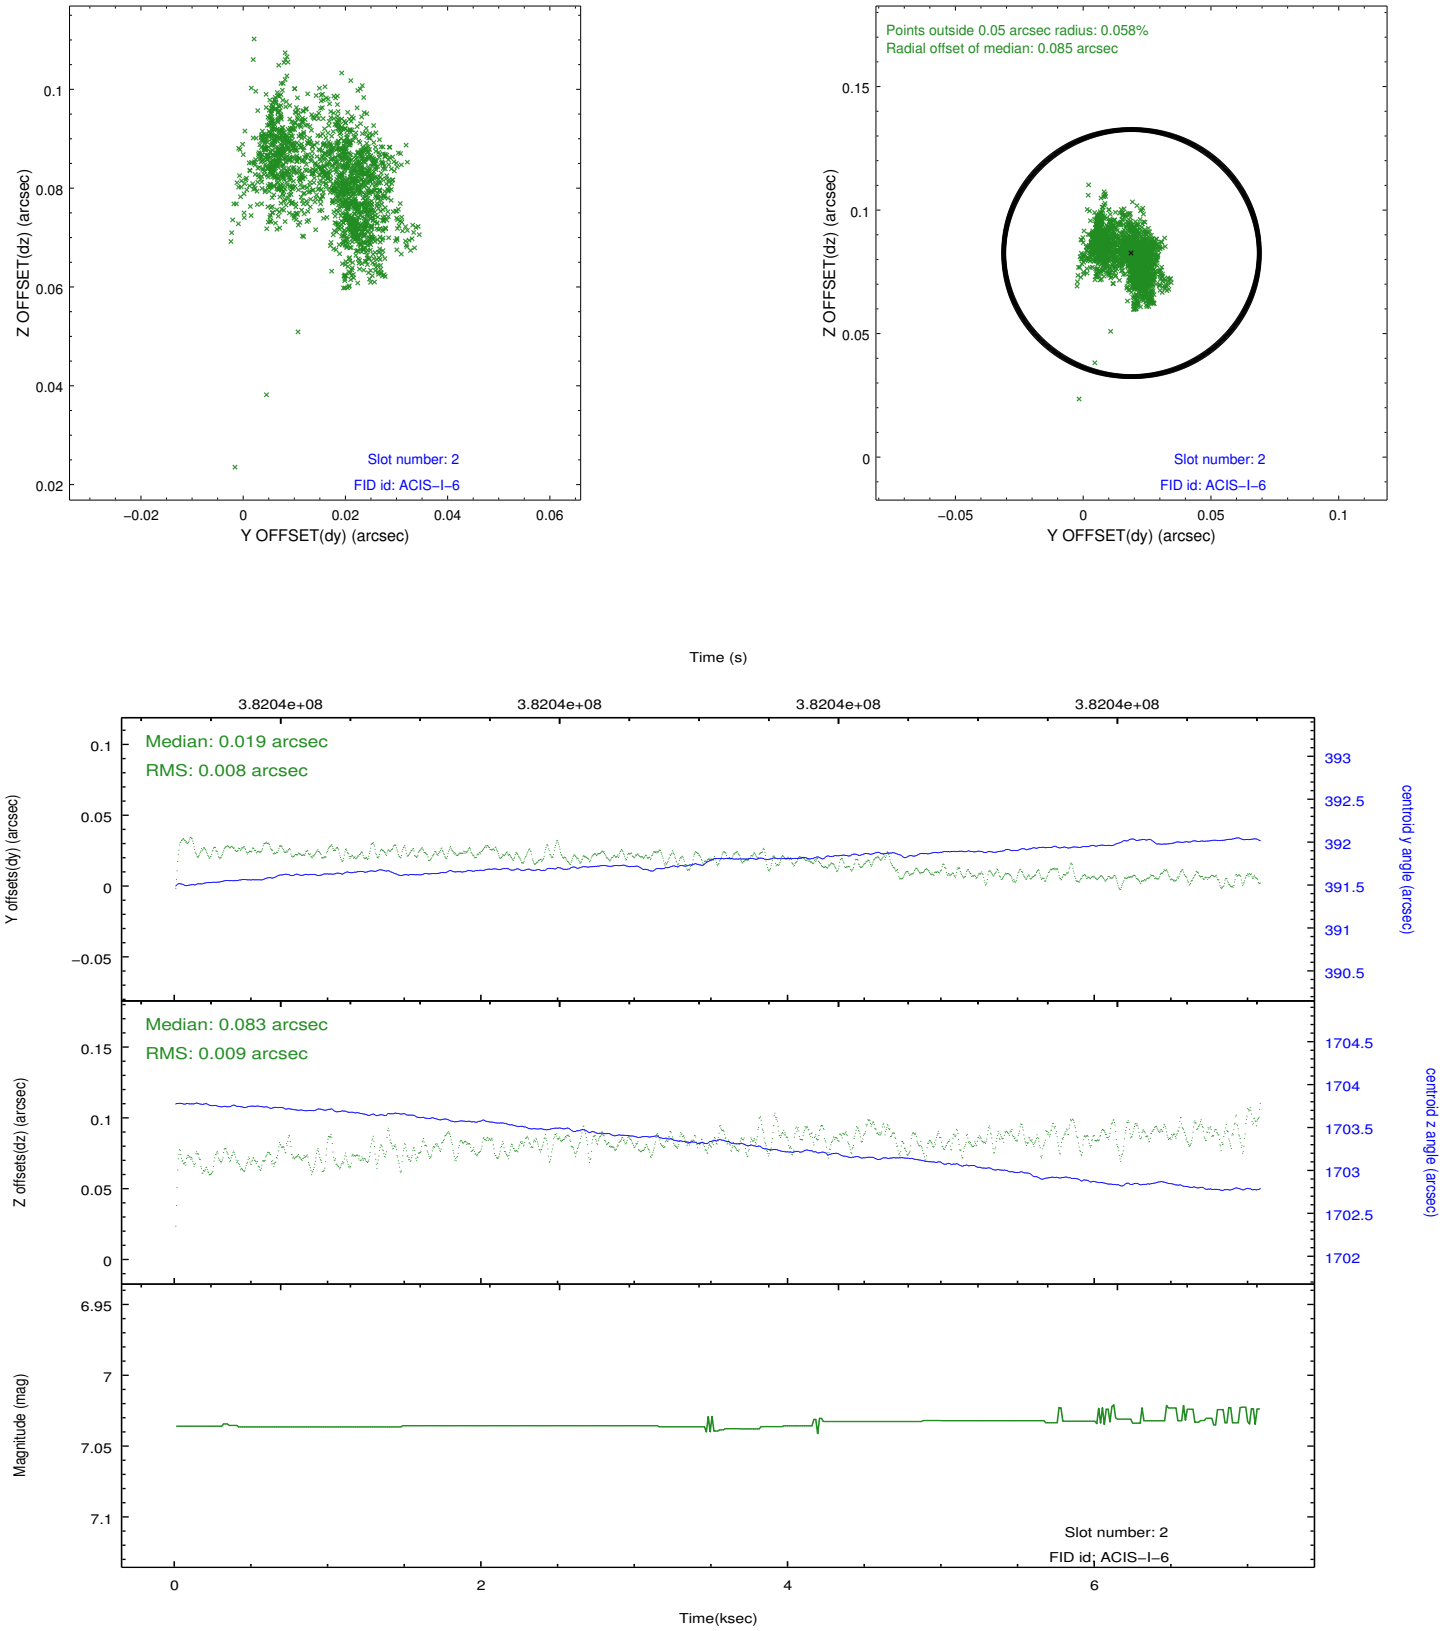 0.1
0.08
0.06
0.04
0.02
Z OFFSET(dz) (arcsec)
Slot number: 2
FID id: ACIS−I−6
−0.02
0
0.02
0.04
0.06
Y OFFSET(dy) (arcsec)
Points outside 0.05 arcsec radius: 0.058%
Radial offset of median: 0.085 arcsec
0.15
0.1
0.05
0
Z OFFSET(dz) (arcsec)
Slot number: 2
FID id: ACIS−I−6
−0.05
0
0.05
0.1
Y OFFSET(dy) (arcsec)
Time (s)
3.8204e+08
3.8204e+08
3.8204e+08
3.8204e+08
Median: 0.019 arcsec
RMS: 0.008 arcsec
0.1
0.05
0
−0.05
Y offsets(dy) (arcsec)
393
392.5
392
391.5
391
390.5
centroid y angle (arcsec)
Median: 0.083 arcsec
RMS: 0.009 arcsec
0.15
0.1
0.05
0
Z offsets(dz) (arcsec)
1704.5
1704
1703.5
1703
1702.5
1702
centroid z angle (arcsec)
6.95
7
7.05
7.1
Magnitude (mag)
Slot number: 2
FID id: ACIS−I−6
0
2
4
6
Time(ksec)